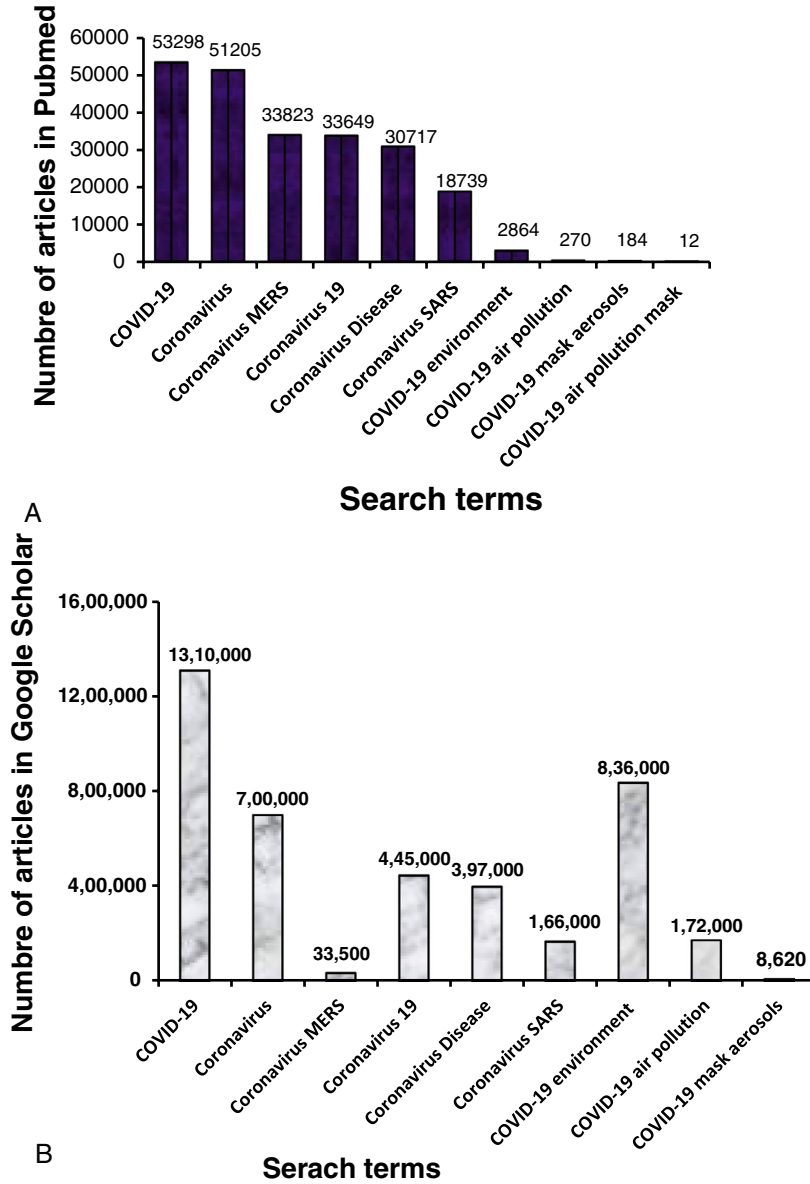 Numbre of articles in Pubmed
60000
50000
40000
30000
20000
10000
0
53298
51205
33823
33649
30717
18739
2864
270
184
12
COVID-19
Coronavirus
Coronavirus MERS
Coronavirus 19
Coronavirus Disease
Coronavirus SARS
COVID-19 environment
COVID-19 air pollution
COVID-19 mask aerosols
COVID-19 air pollution mask
Search terms
A
Numbre of articles in Google Scholar
16,00,000
12,00,000
8,00,000
4,00,000
0
13,10,000
7,00,000
33,500
4,45,000
3,97,000
1,66,000
8,36,000
1,72,000
8,620
COVID-19
Coronavirus
Coronavirus MERS
Coronavirus 19
Coronavirus Disease
Coronavirus SARS
COVID-19 environment
COVID-19 air pollution
COVID-19 mask aerosols
B
Serach terms